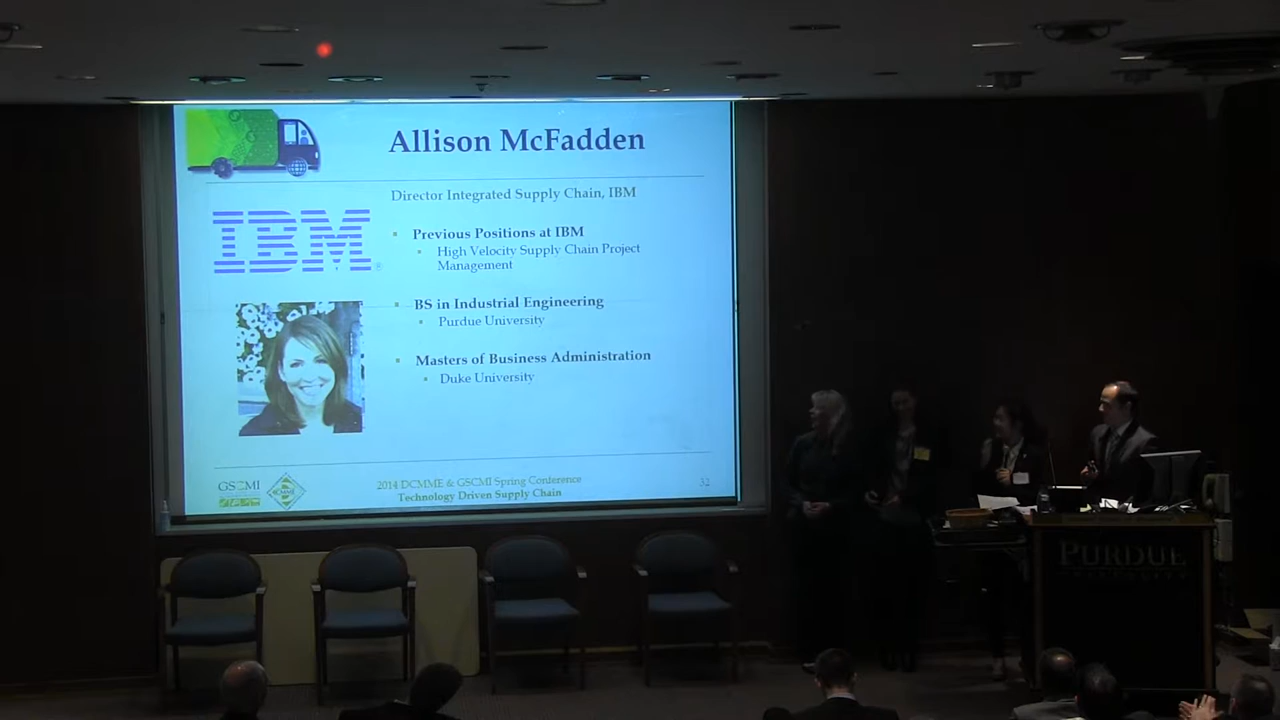 Allison McFadden
Director Integrated Supply Chain, IBM
IBM
®
Previous Positions at IBM
High Velocity Supply Chain Project
Management
BS in Industrial Engineering
Purdue University
Masters of Business Administration
Duke University
GSCMI
DCMME
2014 DCMME & GSCMI Spring Conference
Technology Driven Supply Chain
32
PURDUE
UNIVERSITY